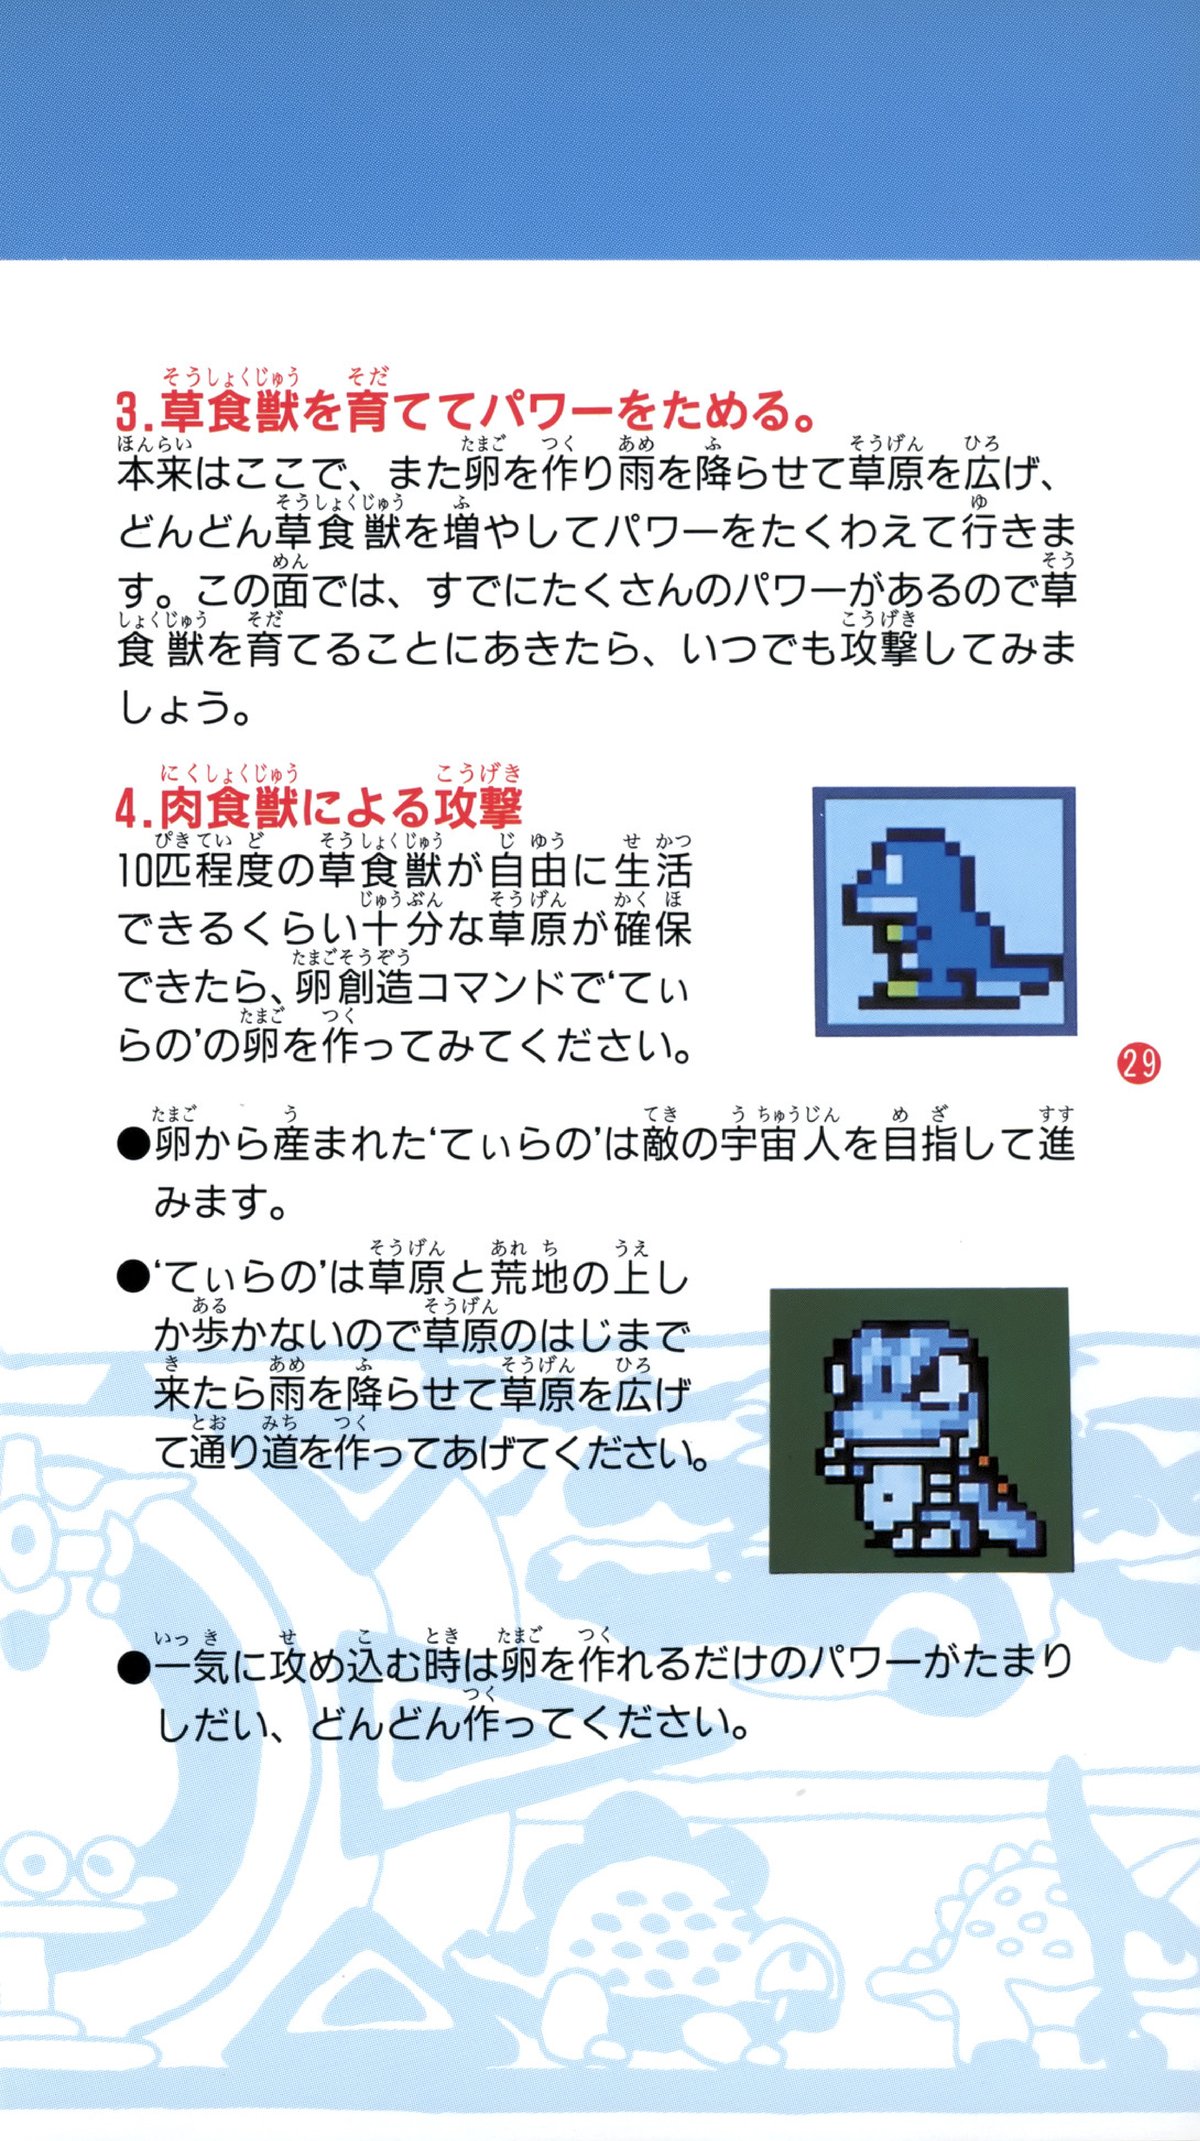 3.草食獣を育ててパワーをためる。
本来はここで、また卵を作り雨を降らせて草原を広げ、
どんどん草食獣を増やしてパワーをたくわえて行きま
す。この面では、すでにたくさんのパワーがあるので草
食獣を育てることにあきたら、いつでも攻撃してみま
しょう。
4.肉食獣による攻撃
10匹程度の草食獣が自由に生活
できるくらい十分な草原が確保
できたら、卵創造コマンドで‘てぃ
らの’の卵を作ってみてください。
29
●卵から産まれた‘てぃらの’は敵の宇宙人を目指して進
みます。
●‘てぃらの’は草原と荒地の上し
か歩かないので草原のはじまで
来たら雨を降らせて草原を広げ
て通り道を作ってあげてください。
●一気に攻め込む時は卵を作れるだけのパワーがたまり
しだい、どんどん作ってください。